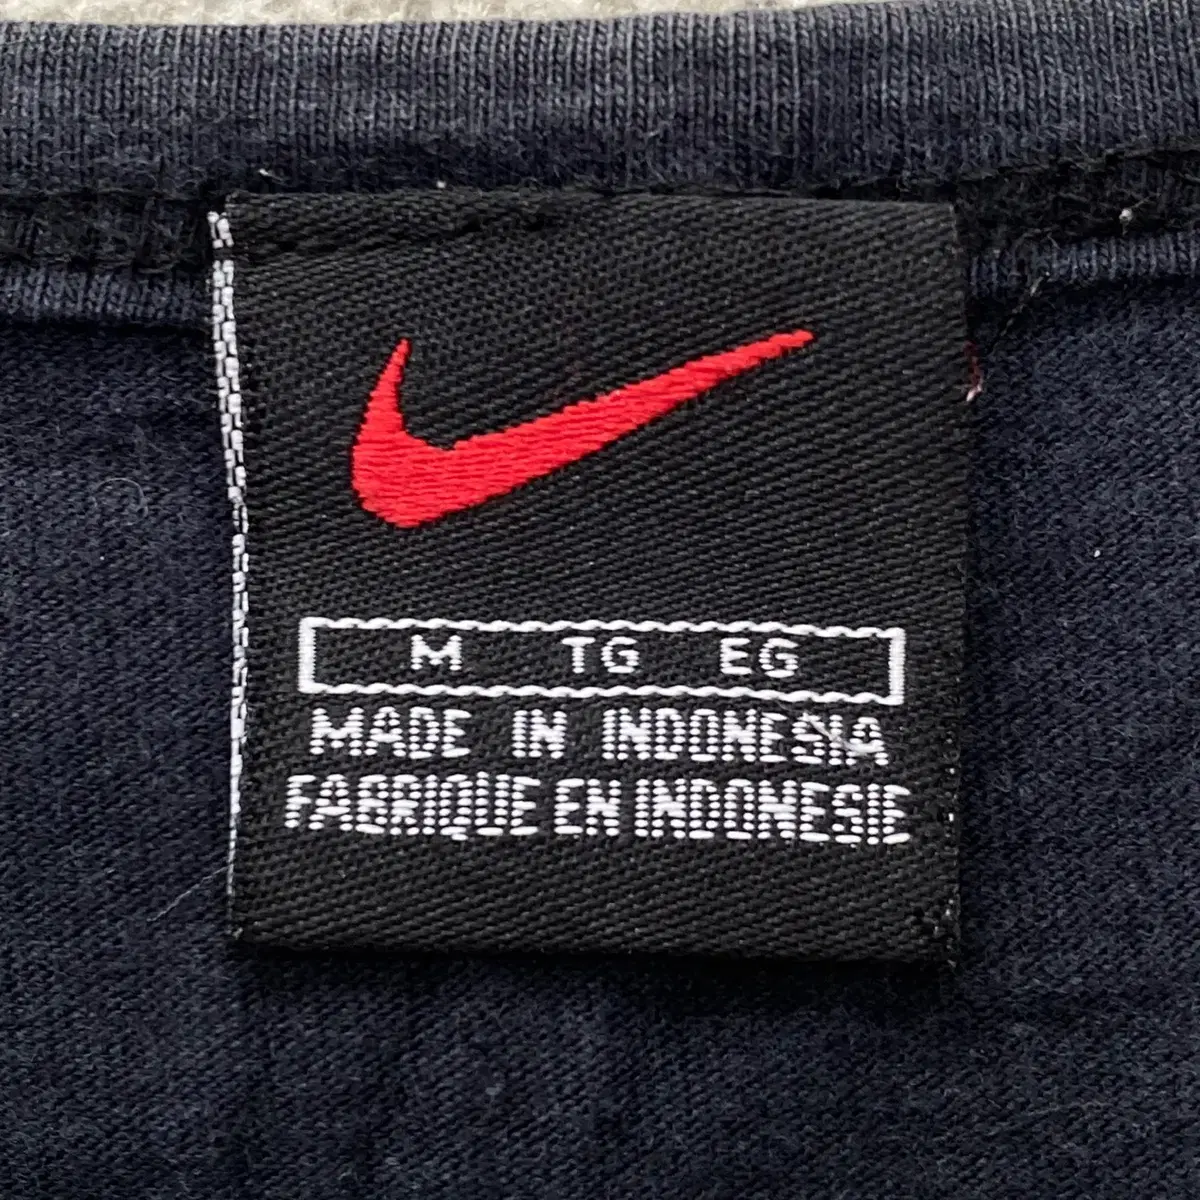 M TG EG
MADE IN INDONESIA
FABRIQUE EN INDONESIE